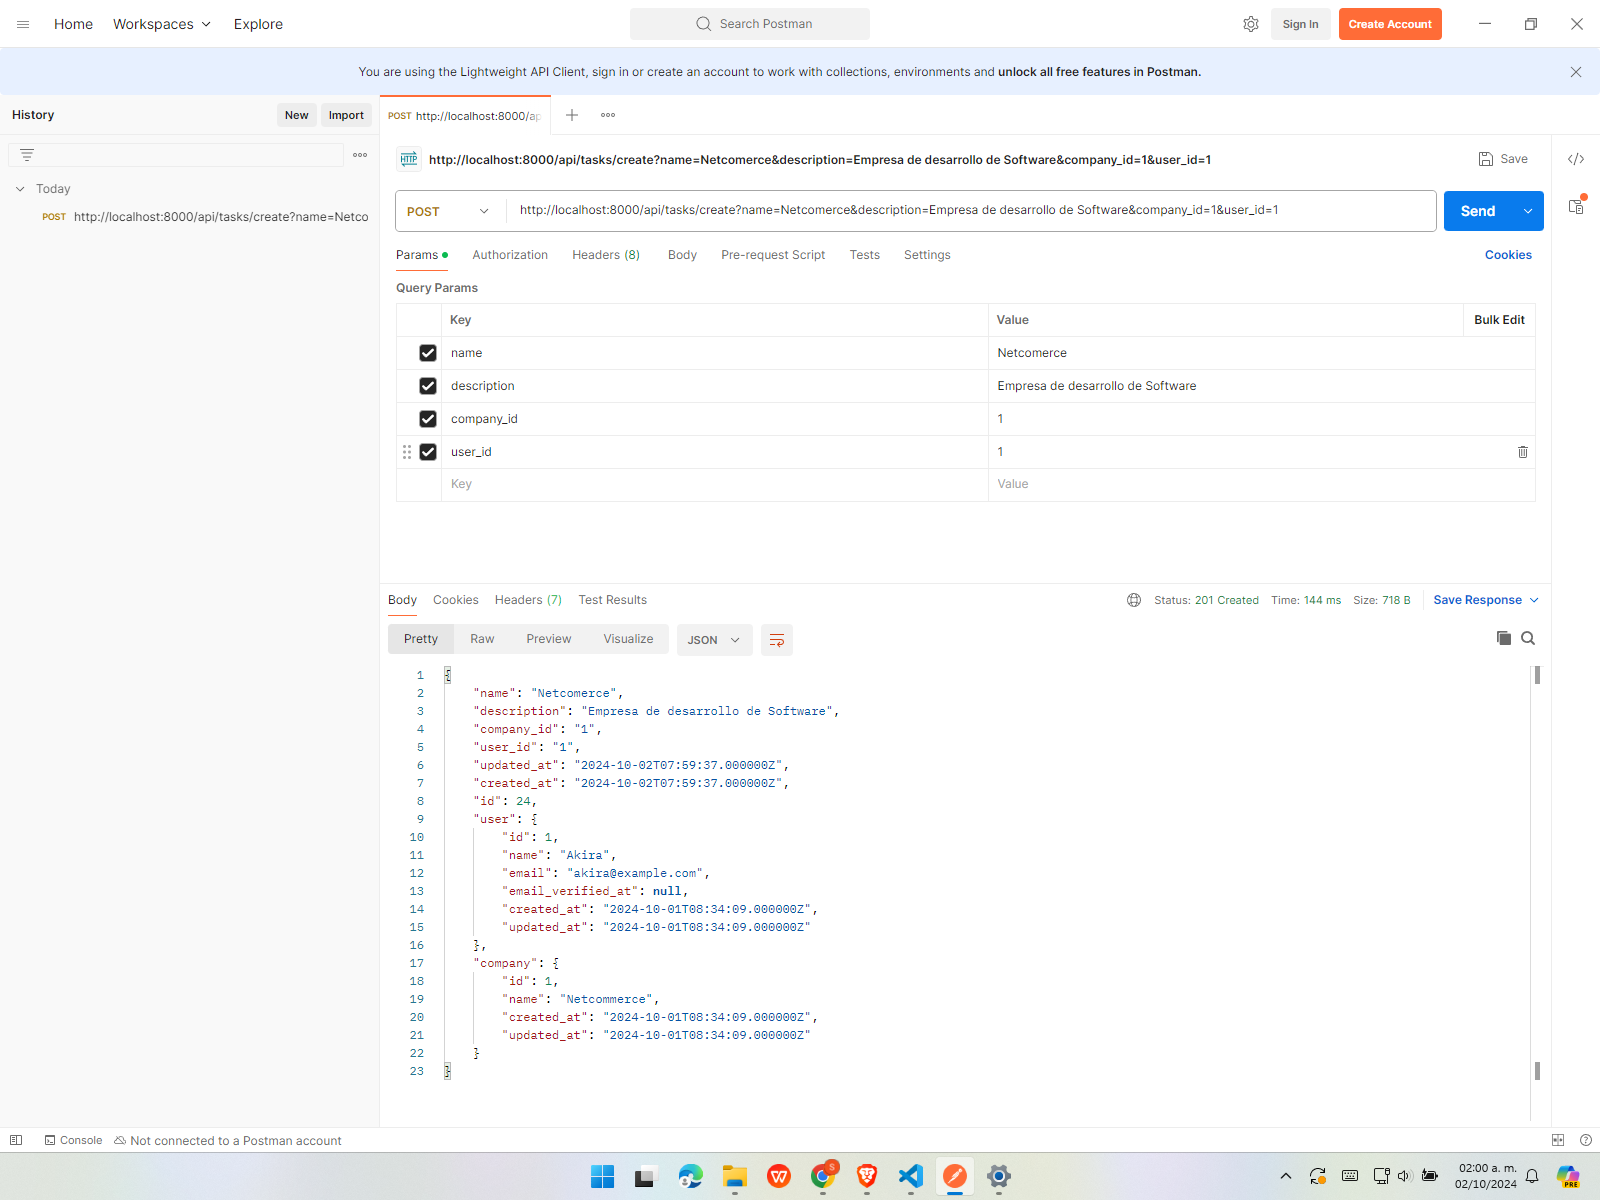 Home Workspaces Explore Search Postman Sign In Create Account
You are using the Lightweight API Client, sign in or create an account to work with collections, environments and unlock all free features in Postman.
History New Import POST http://localhost:8000/ap
http://localhost:8000/api/tasks/create?name=Netcomerce&description=Empresa de desarrollo de Software&company_id=1&user_id=1 Save
Today
POST http://localhost:8000/api/tasks/create?name=Netco
POST http://localhost:8000/api/tasks/create?name=Netcomerce&description=Empresa de desarrollo de Software&company_id=1&user_id=1 Send
Params Authorization Headers (8) Body Pre-request Script Tests Settings Cookies
Query Params
Key Value Bulk Edit
name Netcomerce
description Empresa de desarrollo de Software
company_id 1
user_id 1
Key Value
Body Cookies Headers (7) Test Results Status: 201 Created Time: 144 ms Size: 718 B Save Response
Pretty Raw Preview Visualize JSON
1 {
2 "name": "Netcomerce",
3 "description": "Empresa de desarrollo de Software",
4 "company_id": "1",
5 "user_id": "1",
6 "updated_at": "2024-10-02T07:59:37.000000Z",
7 "created_at": "2024-10-02T07:59:37.000000Z",
8 "id": 24,
9 "user": {
10 "id": 1,
11 "name": "Akira",
12 "email": "akira@example.com",
13 "email_verified_at": null,
14 "created_at": "2024-10-01T08:34:09.000000Z",
15 "updated_at": "2024-10-01T08:34:09.000000Z"
16 },
17 "company": {
18 "id": 1,
19 "name": "Netcommerce",
20 "created_at": "2024-10-01T08:34:09.000000Z",
21 "updated_at": "2024-10-01T08:34:09.000000Z"
22 }
23 }
Console Not connected to a Postman account
02:00 a. m.
02/10/2024